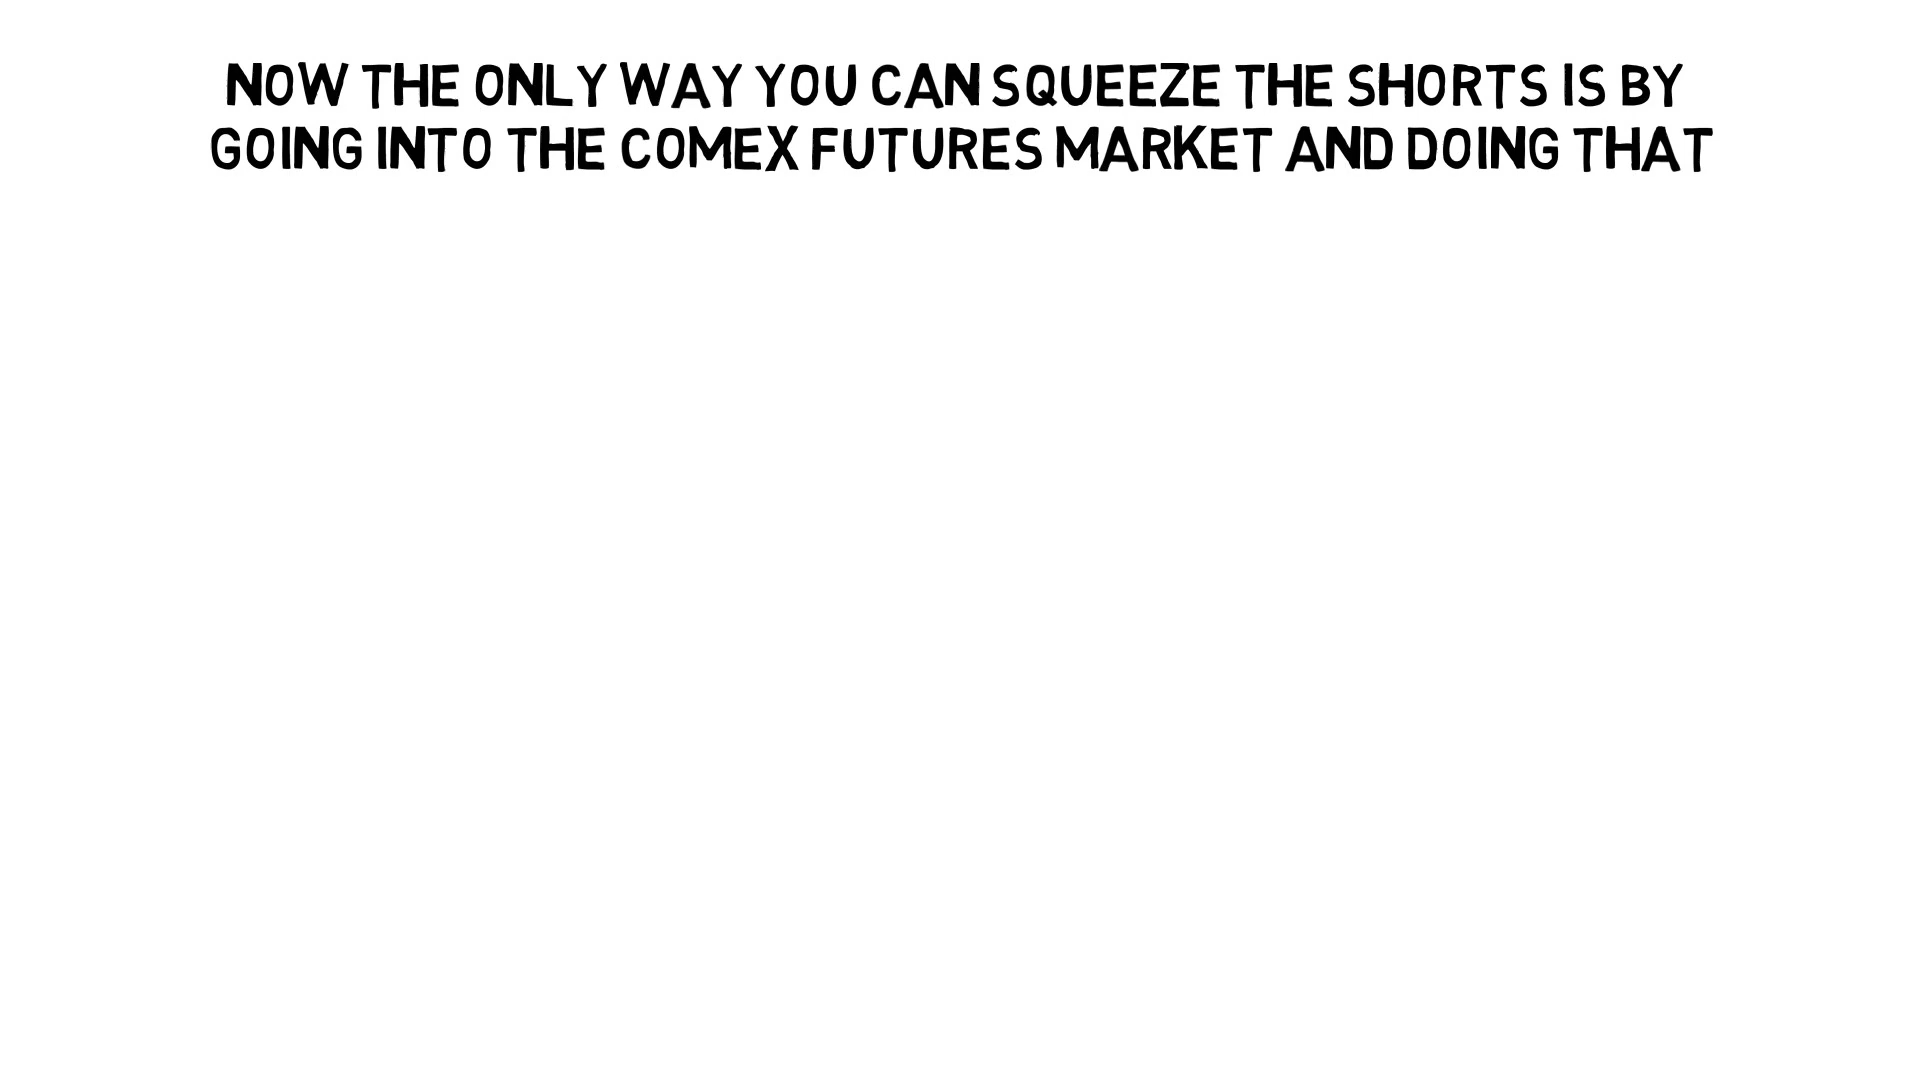 NOW THE ONLY WAY YOU CAN SQUEEZE THE SHORTS IS BY
GOING INTO THE COMEX FUTURES MARKET AND DOING THAT